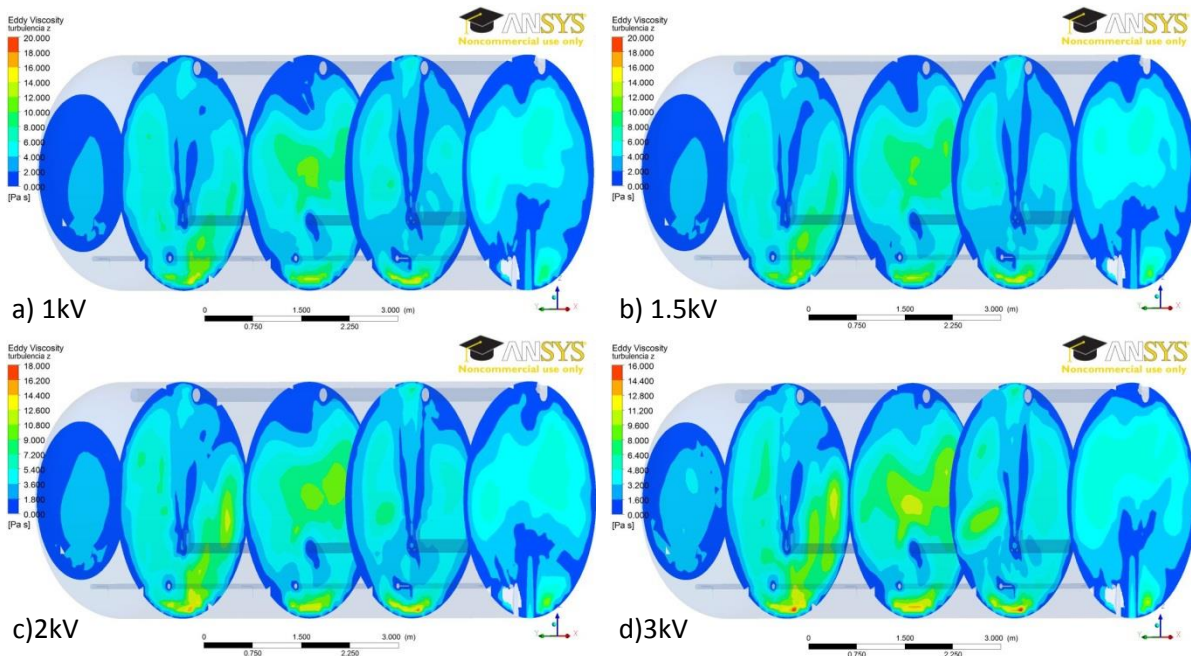 Eddy Viscosity
turbulencia z
20.000
18.000
16.000
14.000
12.000
10.000
8.000
6.000
4.000
2.000
0.000
[Pa s]
ANSYS
Noncommercial use only
a) 1kV
0 1.500 3.000 (m)
0.750 2.250
Y X
Eddy Viscosity
turbulencia z
20.000
18.000
16.000
14.000
12.000
10.000
8.000
6.000
4.000
2.000
0.000
[Pa s]
ANSYS
Noncommercial use only
b) 1.5kV
0 1.500 3.000 (m)
0.750 2.250
Y X
Eddy Viscosity
turbulencia z
18.000
16.200
14.400
12.600
10.800
9.000
7.200
5.400
3.600
1.800
0.000
[Pa s]
ANSYS
Noncommercial use only
c)2kV
0 1.500 3.000 (m)
0.750 2.250
Y X
Eddy Viscosity
turbulencia z
16.000
14.400
12.800
11.200
9.600
8.000
6.400
4.800
3.200
1.600
0.000
[Pa s]
ANSYS
Noncommercial use only
d)3kV
0 1.500 3.000 (m)
0.750 2.250
Y X